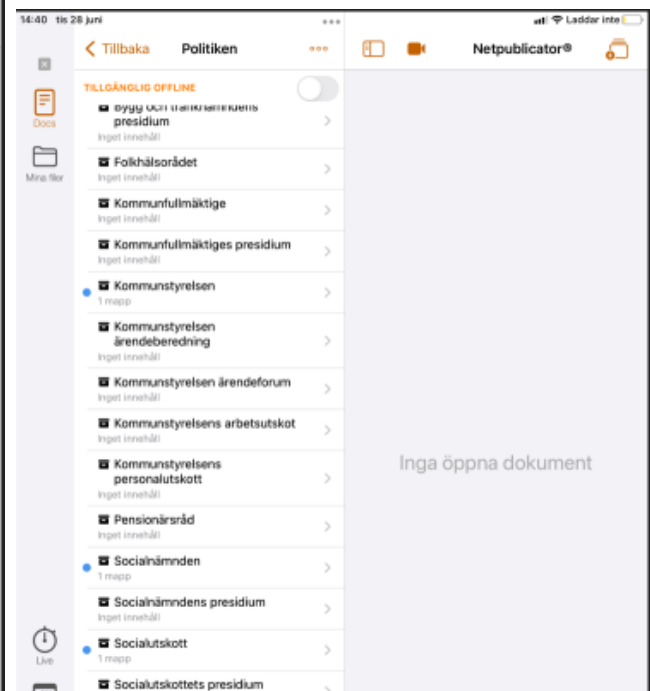 14:40 tis 28 juni
Laddar inte
Tillbaka
Politiken
Netpublicator®
TILLGÄNGLIG OFFLINE
Docs
Mina filer
Bygg och trafiknämndens
presidium
Inget innehåll
Folkhälsorådet
Inget innehåll
Kommunfullmäktige
Inget innehåll
Kommunfullmäktiges presidium
Inget innehåll
Kommunstyrelsen
1 mapp
Kommunstyrelsen
ärendeberedning
Inget innehåll
Kommunstyrelsen ärendeforum
Inget innehåll
Kommunstyrelsens arbetsutskot
Inget innehåll
Kommunstyrelsens
personalutskott
Inget innehåll
Pensionärsråd
Inget innehåll
Socialnämnden
1 mapp
Socialnämndens presidium
Inget innehåll
Socialutskott
1 mapp
Socialutskottets presidium
Live
Inga öppna dokument